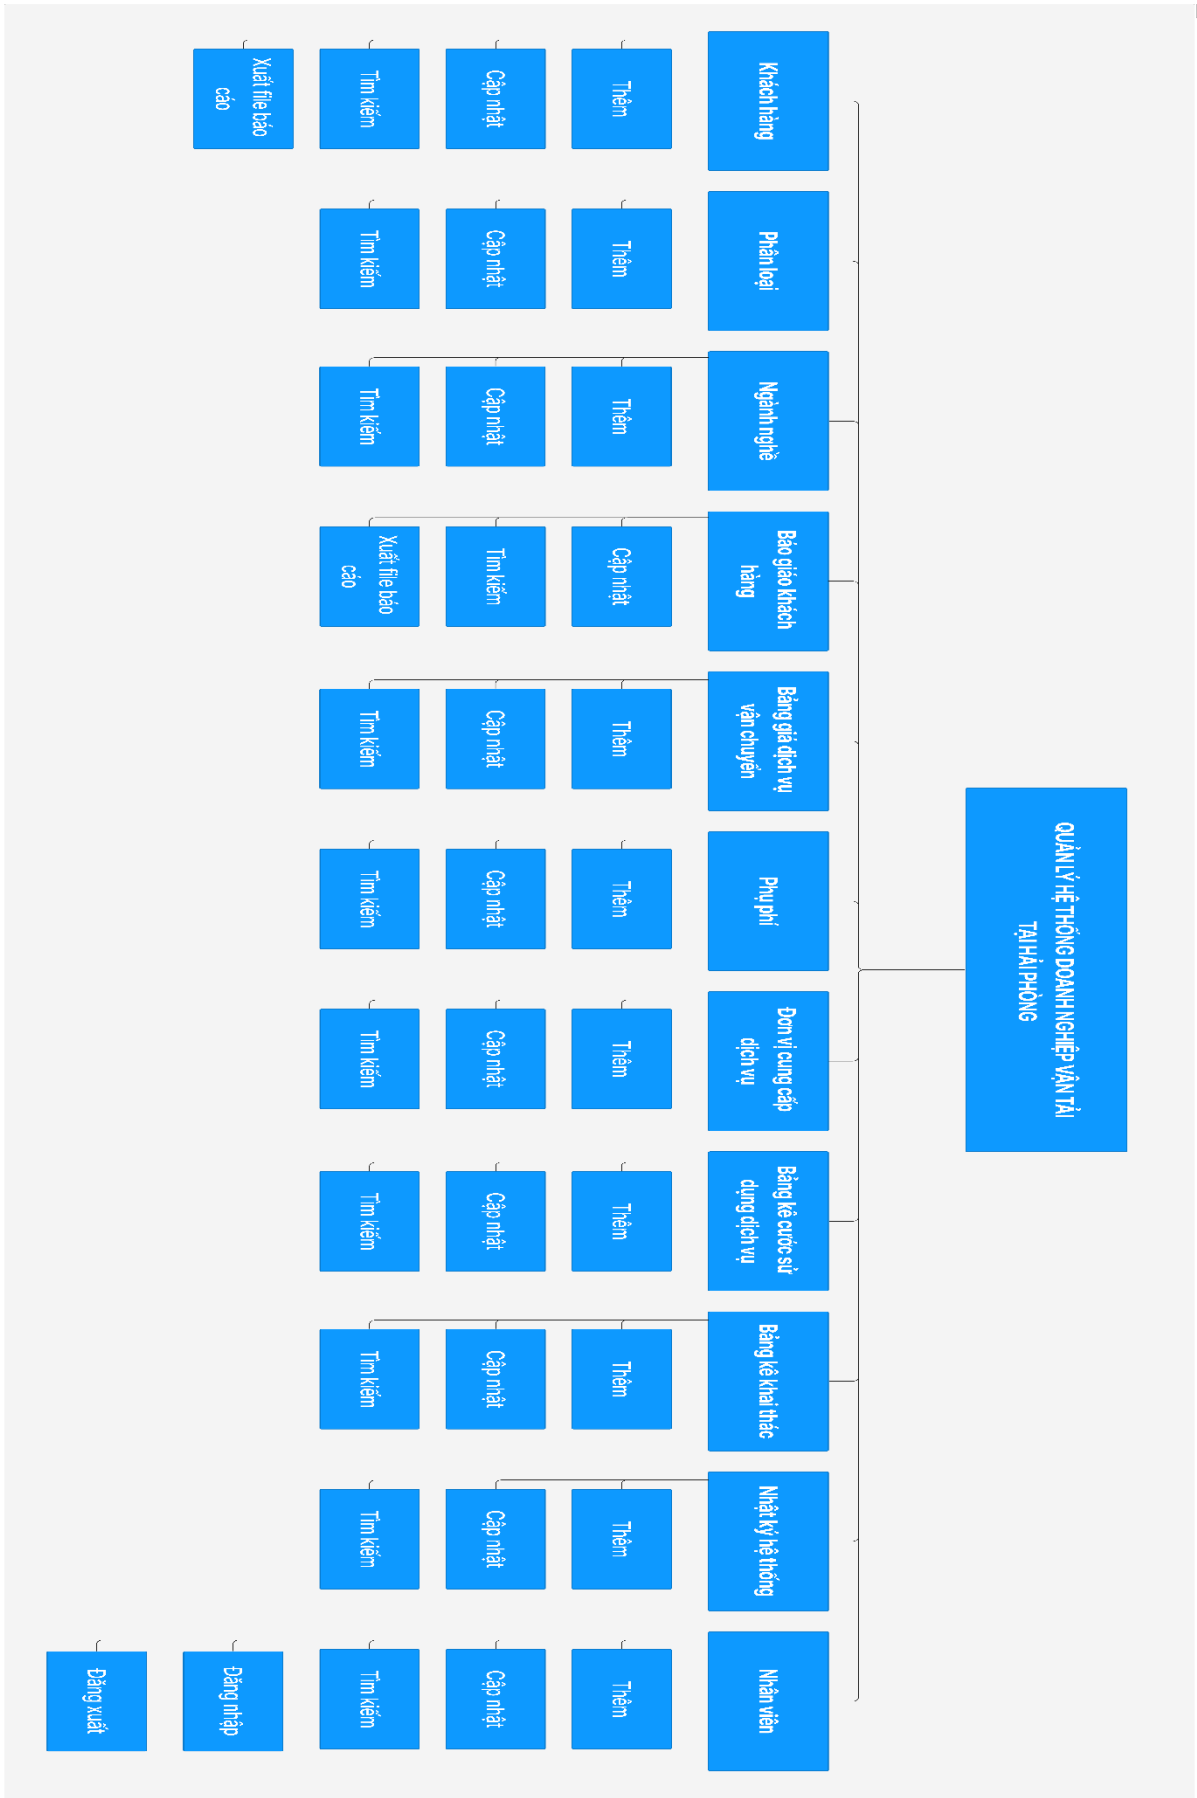 QUẢN LÝ HỆ THỐNG DOANH NGHIỆP VẬN TẢI
TẠI HẢI PHÒNG
Khách hàng
Thêm
Cập nhật
Tìm kiếm
Xuất file báo
cáo
Phân loại
Thêm
Cập nhật
Tìm kiếm
Ngành nghề
Thêm
Cập nhật
Tìm kiếm
Báo giáo khách
hàng
Cập nhật
Tìm kiếm
Xuất file báo
cáo
Bảng giá dịch vụ
vận chuyển
Thêm
Cập nhật
Tìm kiếm
Phụ phí
Thêm
Cập nhật
Tìm kiếm
Đơn vị cung cấp
dịch vụ
Thêm
Cập nhật
Tìm kiếm
Bảng kê cước sử
dụng dịch vụ
Thêm
Cập nhật
Tìm kiếm
Bảng kê khai thác
Thêm
Cập nhật
Tìm kiếm
Nhật ký hệ thống
Thêm
Cập nhật
Tìm kiếm
Nhân viên
Thêm
Cập nhật
Tìm kiếm
Đăng nhập
Đăng xuất